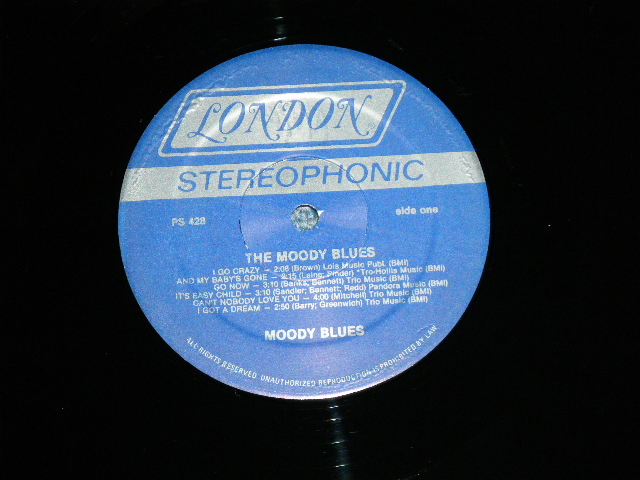 LONDON
STEREOPHONIC
PS 428
side one
THE MOODY BLUES
I GO CRAZY — 2:08 (Brown) Lois Music Publ. (BMI)
AND MY BABY'S GONE — 2:15 (Laine; Pinder) *Tro-Hollis Music (BMI)
GO NOW — 3:10 (Banks; Bennett) Trio Music (BMI)
IT'S EASY CHILD — 3:10 (Sandler; Bennett; Redd) Pandora Music (BMI)
CAN'T NOBODY LOVE YOU — 4:00 (Mitchell) Trio Music (BMI)
I GOT A DREAM — 2:50 (Barry; Greenwich) Trio Music (BMI)
MOODY BLUES
ALL RIGHTS RESERVED UNAUTHORIZED REPRODUCTION IS PROHIBITED BY LAW